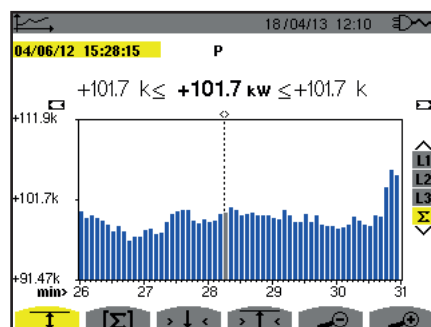 18/04/13 12:10
04/06/12 15:28:15 P
+101.7 k≤ +101.7 kW ≤+101.7 k
+111.9k
+101.7k
+91.47k
L1
L2
L3
Σ
min> 26 27 28 29 30 31
[Σ] >↓< >↑<